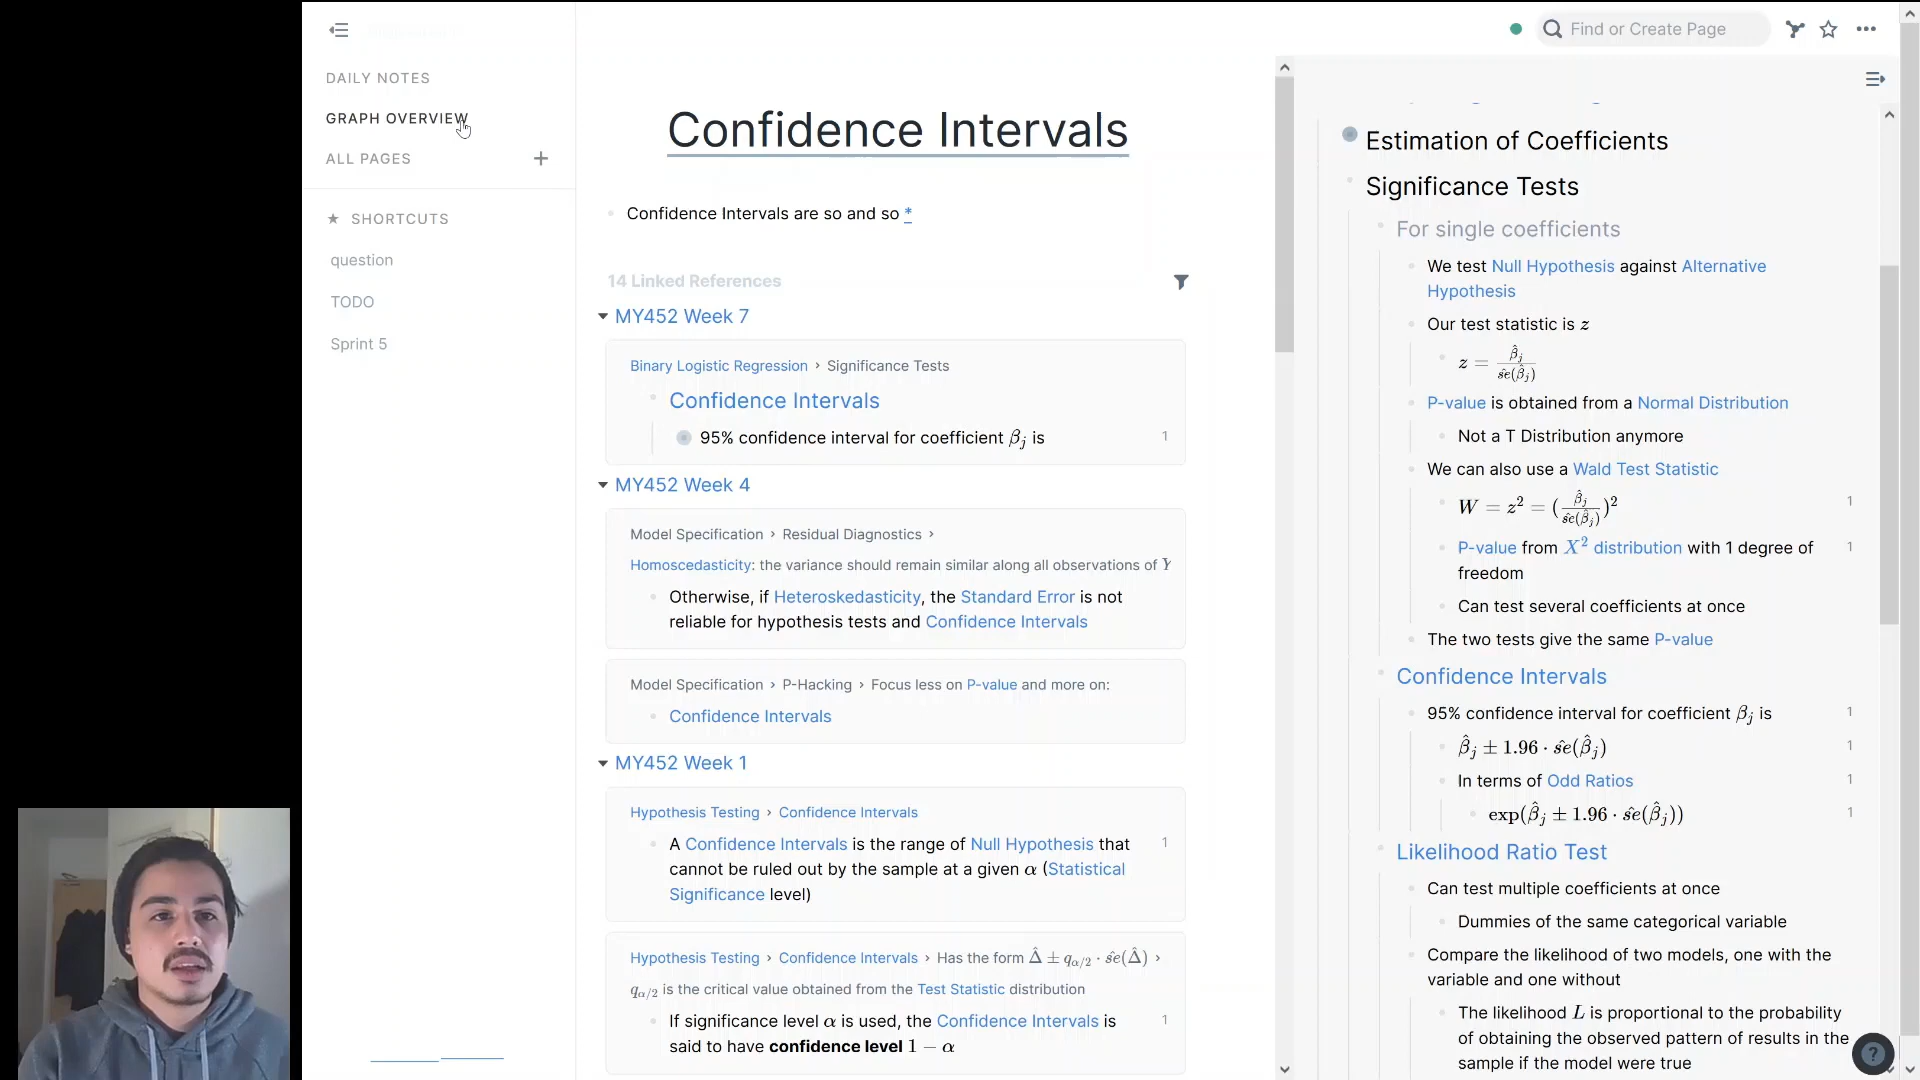 DAILY NOTES
GRAPH OVERVIEW
ALL PAGES +
★ SHORTCUTS
question
TODO
Sprint 5
Confidence Intervals
Confidence Intervals are so and so *
14 Linked References
MY452 Week 7
Binary Logistic Regression › Significance Tests
Confidence Intervals
95% confidence interval for coefficient βj is 1
MY452 Week 4
Model Specification › Residual Diagnostics ›
Homoscedasticity: the variance should remain similar along all observations of Y
Otherwise, if Heteroskedasticity, the Standard Error is not
reliable for hypothesis tests and Confidence Intervals
Model Specification › P-Hacking › Focus less on P-value and more on:
Confidence Intervals
MY452 Week 1
Hypothesis Testing › Confidence Intervals
A Confidence Intervals is the range of Null Hypothesis that 1
cannot be ruled out by the sample at a given α (Statistical
Significance level)
Hypothesis Testing › Confidence Intervals › Has the form Δ̂ ± qα/2 · ŝe(Δ̂) ›
qα/2 is the critical value obtained from the Test Statistic distribution
If significance level α is used, the Confidence Intervals is 1
said to have confidence level 1 − α
Find or Create Page
Estimation of Coefficients
Significance Tests
For single coefficients
We test Null Hypothesis against Alternative
Hypothesis
Our test statistic is z
z = β̂j / ŝe(β̂j)
P-value is obtained from a Normal Distribution
Not a T Distribution anymore
We can also use a Wald Test Statistic
W = z² = (β̂j / ŝe(β̂j))² 1
P-value from X² distribution with 1 degree of 1
freedom
Can test several coefficients at once
The two tests give the same P-value
Confidence Intervals
95% confidence interval for coefficient βj is 1
β̂j ± 1.96 · ŝe(β̂j) 1
In terms of Odd Ratios 1
exp(β̂j ± 1.96 · ŝe(β̂j)) 1
Likelihood Ratio Test
Can test multiple coefficients at once
Dummies of the same categorical variable
Compare the likelihood of two models, one with the
variable and one without
The likelihood L is proportional to the probability
of obtaining the observed pattern of results in the
sample if the model were true
?